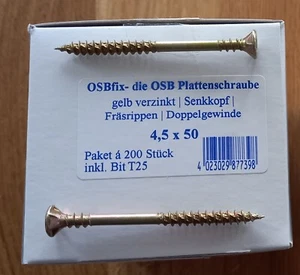 OSBfix- die OSB Plattenschraube
gelb verzinkt | Senkkopf |
Fräsrippen | Doppelgewinde
4,5 x 50
Paket á 200 Stück
inkl. Bit T25
4 023029 877398